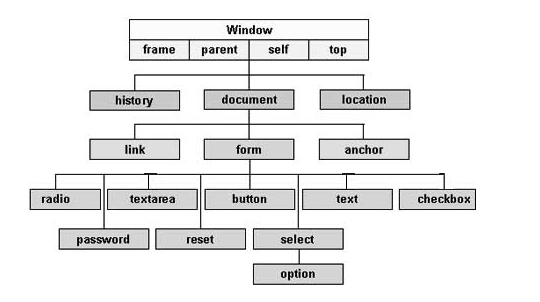 Window
frame parent self top
history document location
link form anchor
radio textarea button text checkbox
password reset select
option